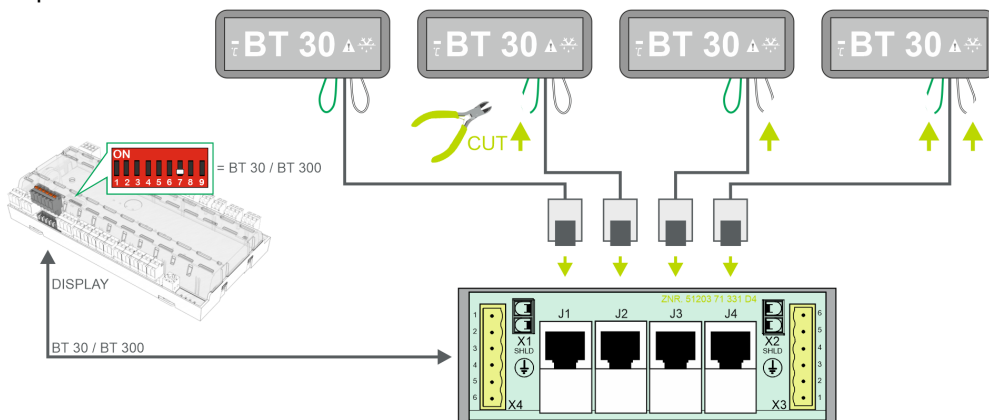 BT 30
BT 30
BT 30
BT 30
CUT
ON
1 2 3 4 5 6 7 8 9
= BT 30 / BT 300
DISPLAY
BT 30 / BT 300
ZNR. 51203 71 331 D4
J1 J2 J3 J4
X1
SHLD
X2
SHLD
1
2
3
4
5
6
X4
6
5
4
3
2
1
X3